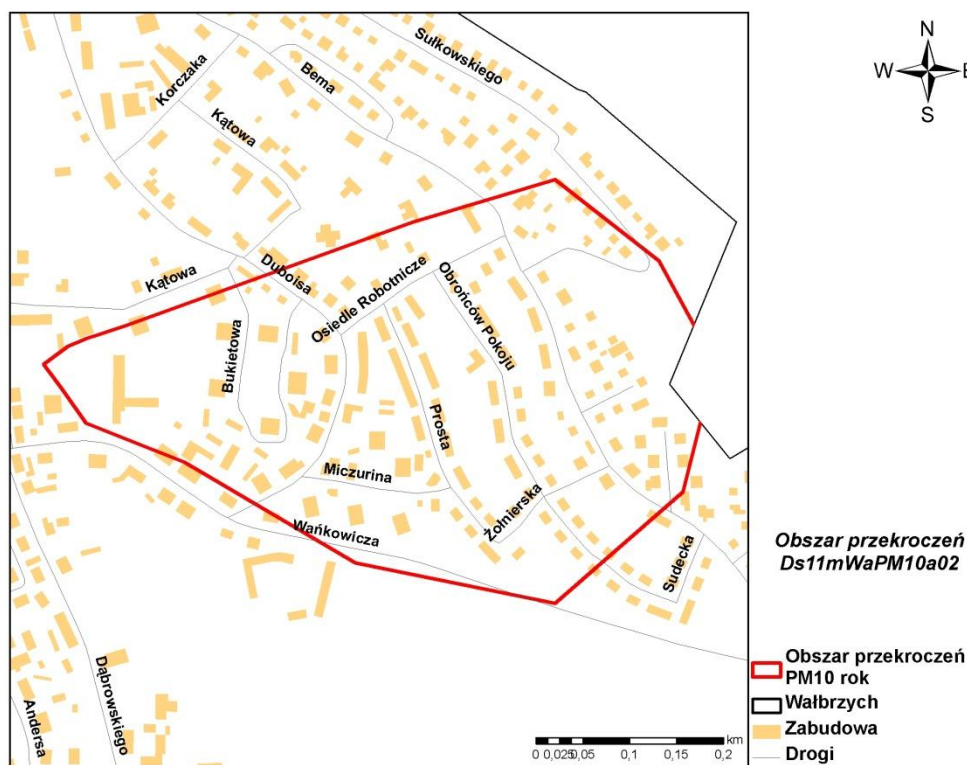 Sułkowskiego
Bema
Korczaka
Kątowa
N
W
E
S
Kątowa
Duboisa
Osiedle Robotnicze
Obrońców Pokoju
Bukietowa
Prosta
Miczurina
Żołnierska
Wańkowicza
Sudecka
Dąbrowskiego
Andersa
Obszar przekroczeń
Ds11mWaPM10a02
Obszar przekroczeń
PM10 rok
Wałbrzych
Zabudowa
Drogi
km
0 0,025 0,05 0,1 0,15 0,2